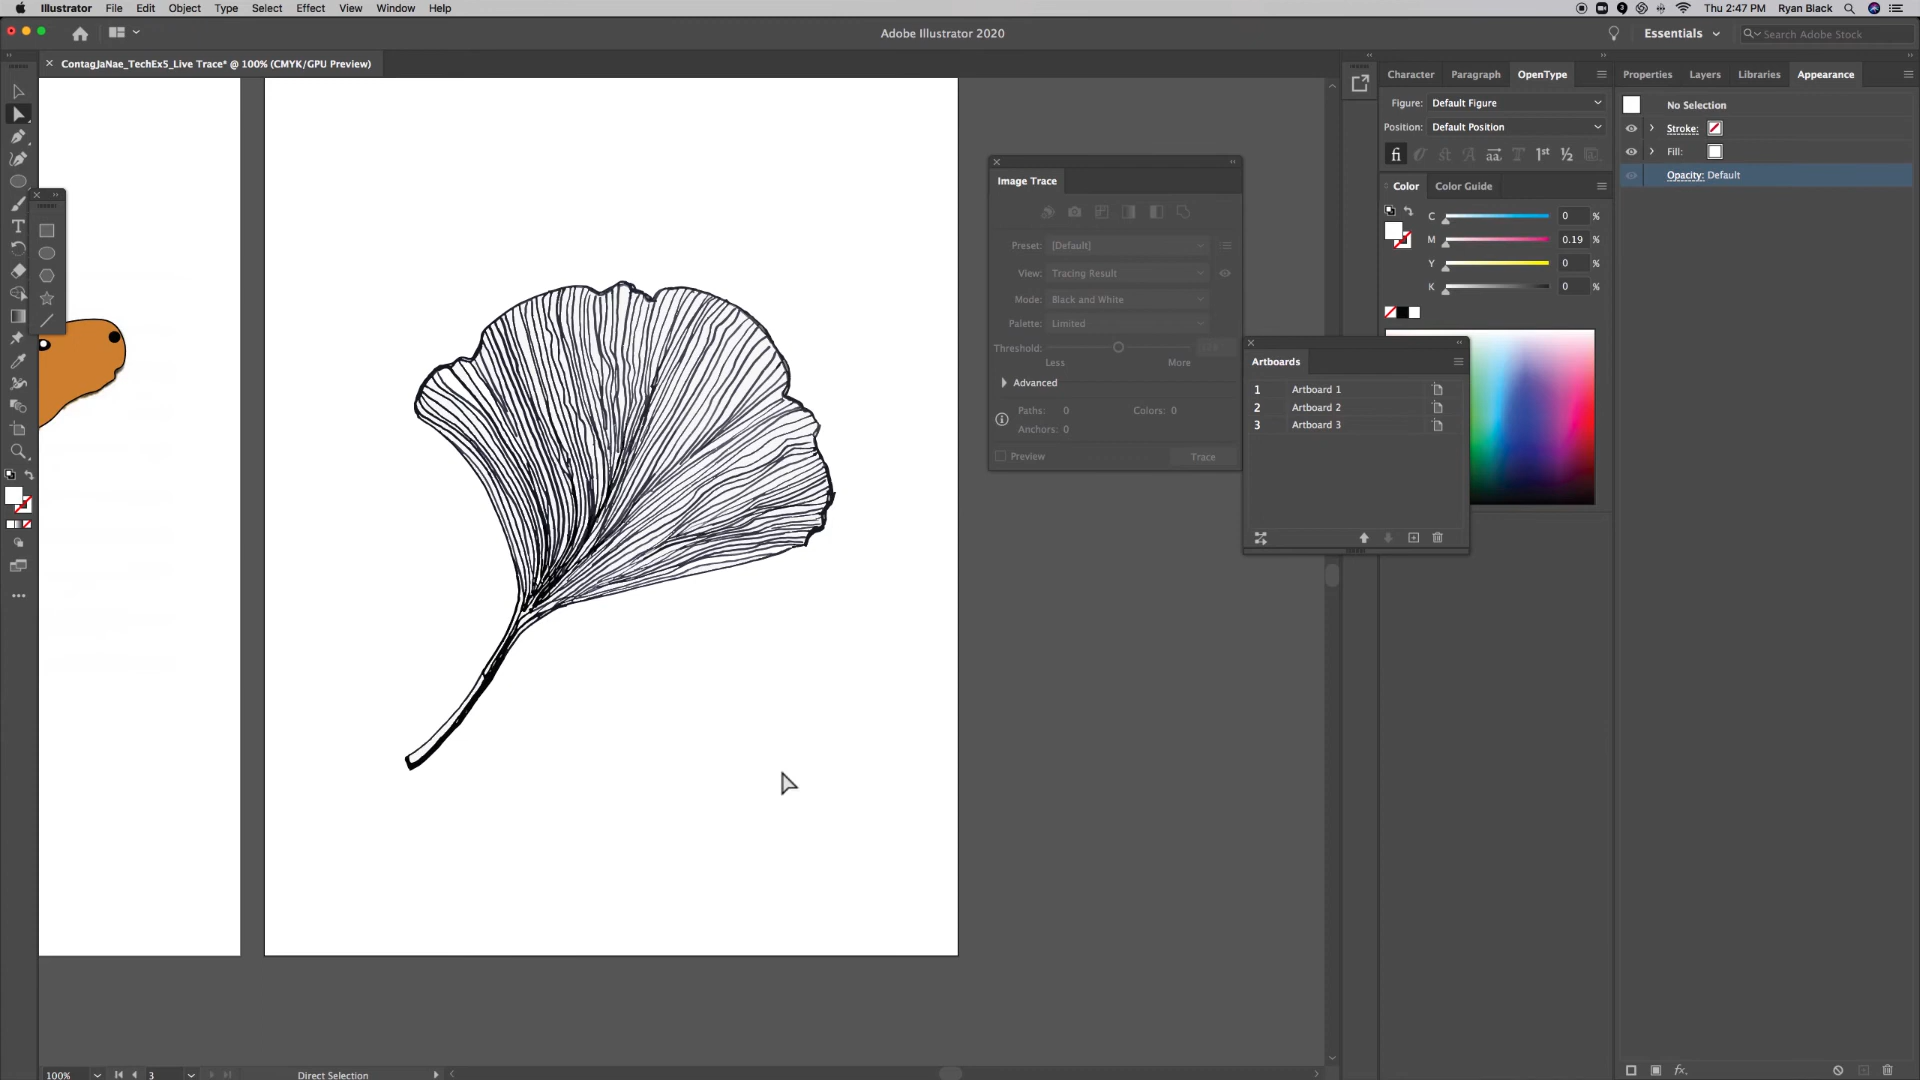 Illustrator File Edit Object Type Select Effect View Window Help
Thu 2:47 PM Ryan Black
Adobe Illustrator 2020
Essentials
Search Adobe Stock
ContagJaNae_TechEx5_Live Trace* @ 100% (CMYK/GPU Preview)
Character Paragraph OpenType
Figure: Default Figure
Position: Default Position
Color Color Guide
C 0 %
M 0.19 %
Y 0 %
K 0 %
Properties Layers Libraries Appearance
No Selection
Stroke:
Fill:
Opacity: Default
Image Trace
Preset: [Default]
View: Tracing Result
Mode: Black and White
Palette: Limited
Threshold:
Less More
Advanced
Paths: 0 Colors: 0
Anchors: 0
Preview Trace
Artboards
1 Artboard 1
2 Artboard 2
3 Artboard 3
100% 3 Direct Selection